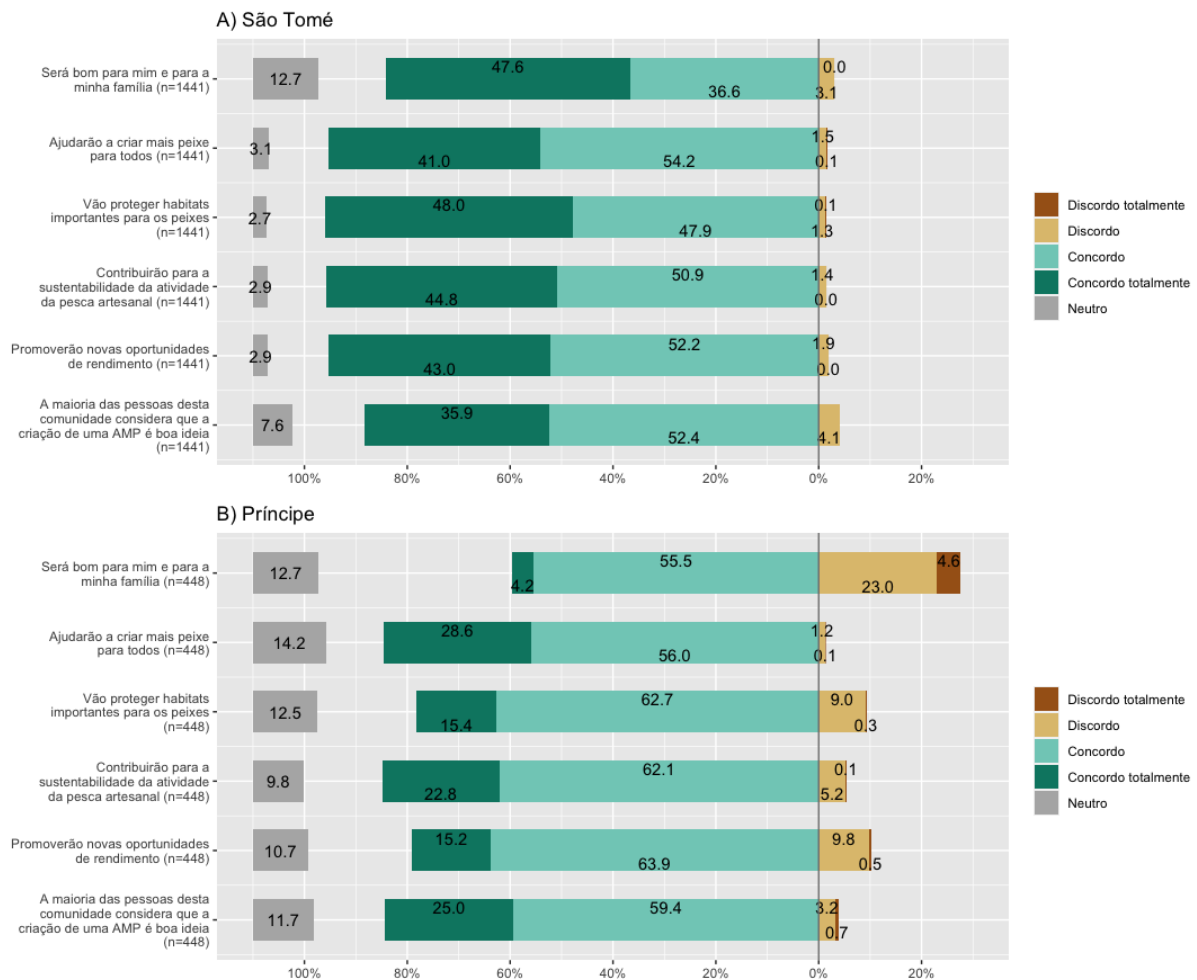 A) São Tomé
Será bom para mim e para a
minha família (n=1441)
12.7
47.6
36.6
0.0
3.1
Ajudarão a criar mais peixe
para todos (n=1441)
3.1
41.0
54.2
1.5
0.1
Vão proteger habitats
importantes para os peixes
(n=1441)
2.7
48.0
47.9
0.1
1.3
Contribuirão para a
sustentabilidade da atividade
da pesca artesanal (n=1441)
2.9
44.8
50.9
1.4
0.0
Promoverão novas oportunidades
de rendimento (n=1441)
2.9
43.0
52.2
1.9
0.0
A maioria das pessoas desta
comunidade considera que a
criação de uma AMP é boa ideia
(n=1441)
7.6
35.9
52.4
4.1
100% 80% 60% 40% 20% 0% 20%
Discordo totalmente
Discordo
Concordo
Concordo totalmente
Neutro
B) Príncipe
Será bom para mim e para a
minha família (n=448)
12.7
4.2
55.5
23.0
4.6
Ajudarão a criar mais peixe
para todos (n=448)
14.2
28.6
56.0
1.2
0.1
Vão proteger habitats
importantes para os peixes
(n=448)
12.5
15.4
62.7
9.0
0.3
Contribuirão para a
sustentabilidade da atividade
da pesca artesanal (n=448)
9.8
22.8
62.1
0.1
5.2
Promoverão novas oportunidades
de rendimento (n=448)
10.7
15.2
63.9
9.8
0.5
A maioria das pessoas desta
comunidade considera que a
criação de uma AMP é boa ideia
(n=448)
11.7
25.0
59.4
3.2
0.7
100% 80% 60% 40% 20% 0% 20%
Discordo totalmente
Discordo
Concordo
Concordo totalmente
Neutro